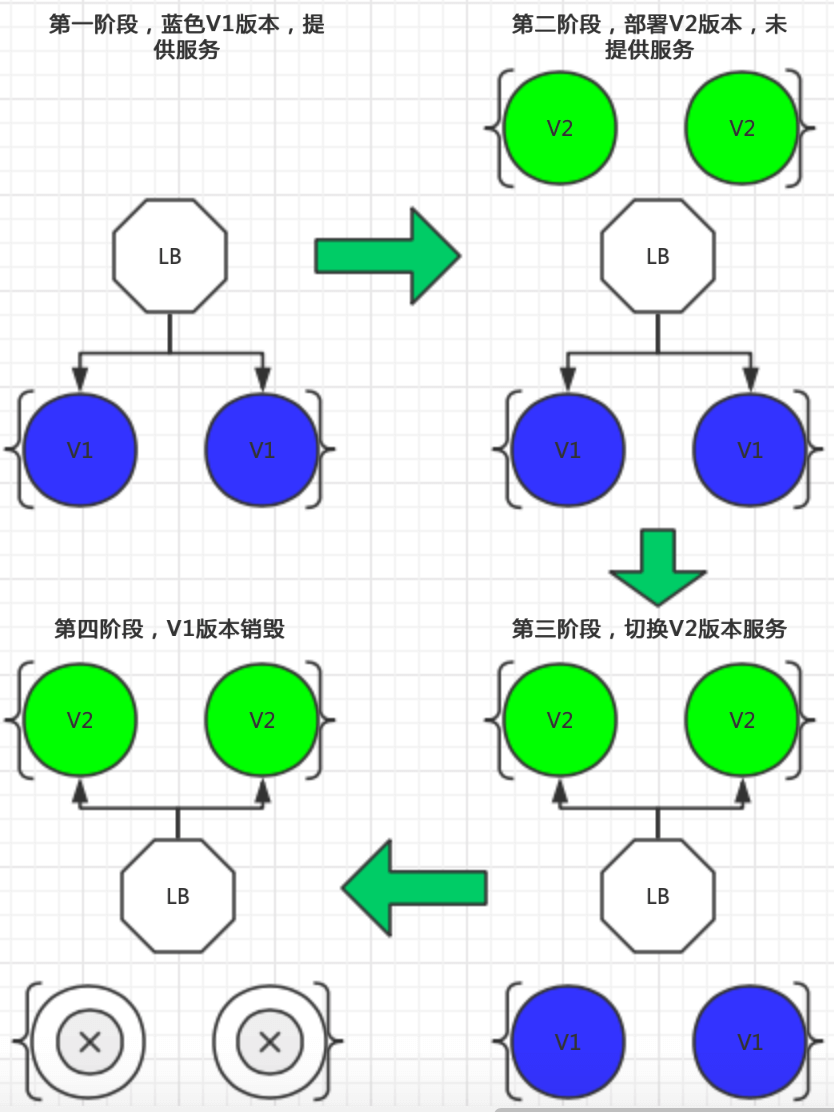 第一阶段，蓝色V1版本，提
供服务
第二阶段，部署V2版本，未
提供服务
V2 V2
LB
LB
V1 V1
V1 V1
第四阶段，V1版本销毁
第三阶段，切换V2版本服务
V2 V2
V2 V2
LB
LB
V1 V1